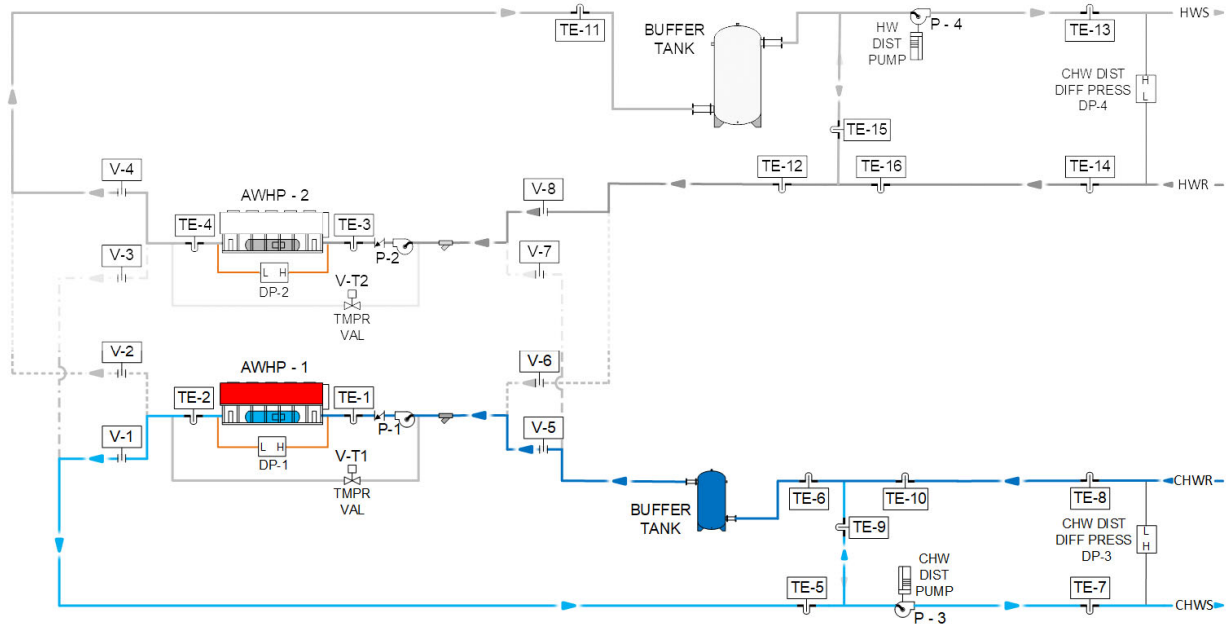 TE-11
BUFFER
TANK
HW
DIST
PUMP
P - 4
TE-13
HWS
CHW DIST
DIFF PRESS
DP-4
H
L
TE-15
V-4
AWHP - 2
V-8
TE-12
TE-16
TE-14
HWR
TE-4
TE-3
P-2
V-3
V-7
L H
DP-2
V-T2
TMPR
VAL
V-2
AWHP - 1
V-6
TE-2
TE-1
P-1
V-1
V-5
L H
DP-1
V-T1
TMPR
VAL
BUFFER
TANK
TE-6
TE-10
TE-8
CHWR
TE-9
CHW DIST
DIFF PRESS
DP-3
L
H
CHW
DIST
PUMP
TE-5
P - 3
TE-7
CHWS